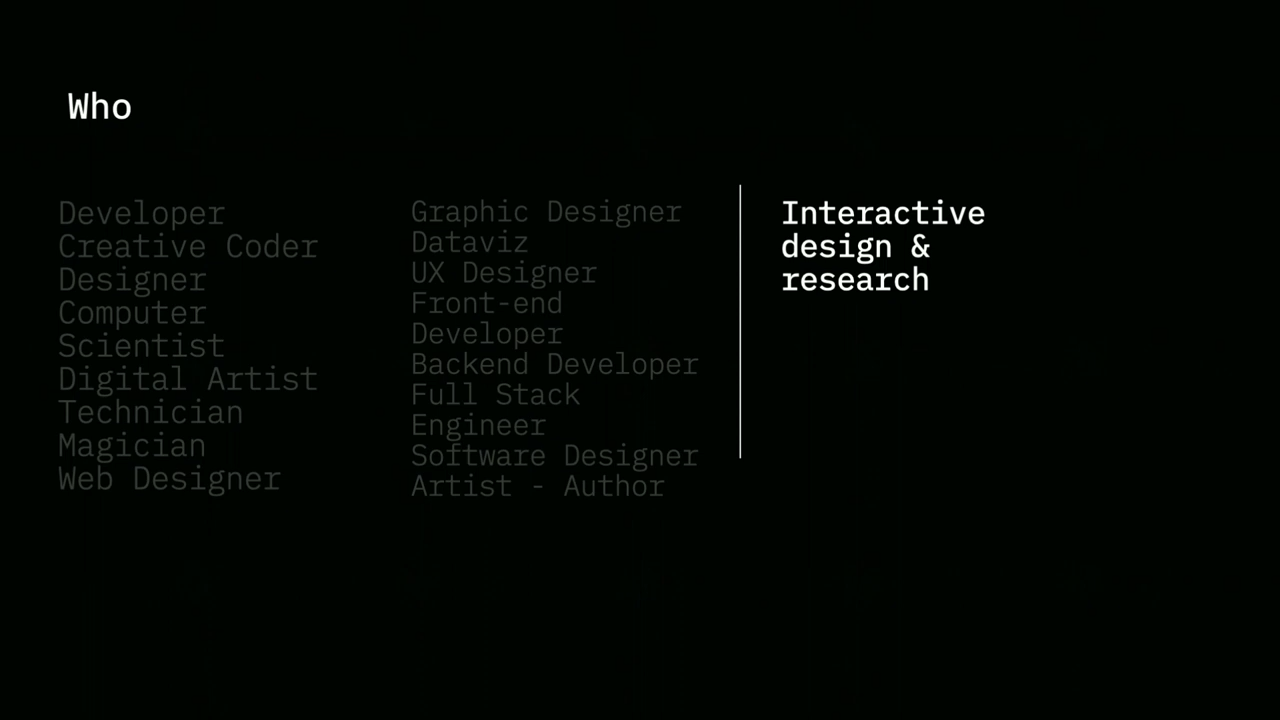 Who
Developer
Creative Coder
Designer
Computer
Scientist
Digital Artist
Technician
Magician
Web Designer
Graphic Designer
Dataviz
UX Designer
Front-end
Developer
Backend Developer
Full Stack
Engineer
Software Designer
Artist - Author
Interactive
design &
research